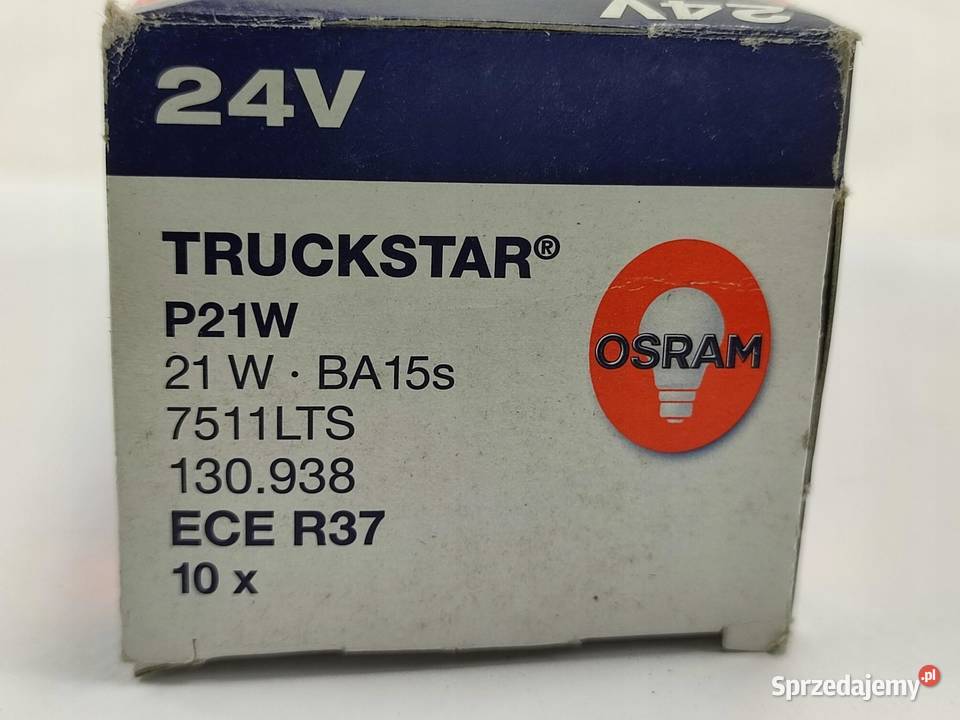 24V
24V
TRUCKSTAR®
P21W
21 W · BA15s
7511LTS
130.938
ECE R37
10 x
OSRAM
Sprzedajemy.pl